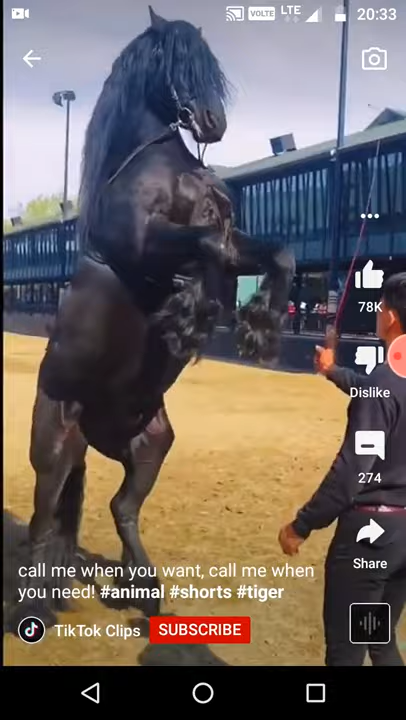 VOLTE LTE 20:33
78K
Dislike
274
Share
call me when you want, call me when
you need! #animal #shorts #tiger
TikTok Clips SUBSCRIBE